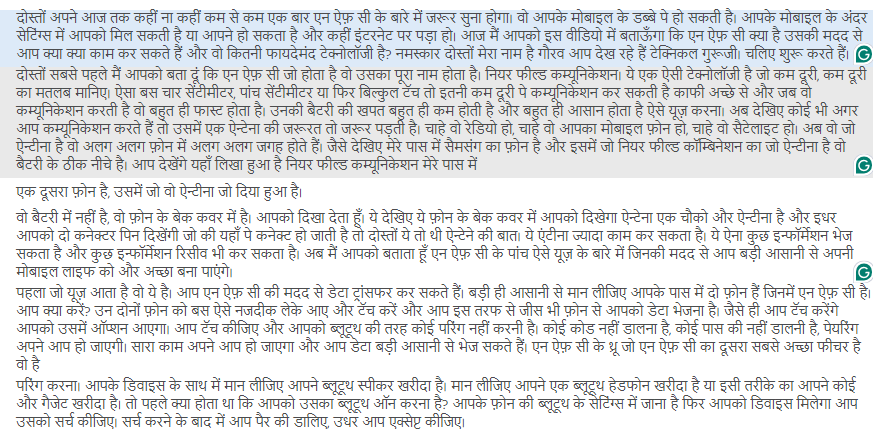 दोस्तों अपने आज तक कहीं ना कहीं कम से कम एक बार एन ऐफ़ सी के बारे में जरूर सुना होगा। वो आपके मोबाइल के डब्बे पे हो सकती है। आपके मोबाइल के अंदर
सेटिंग्स में आपको मिल सकती है या आपने हो सकता है और कहीं इंटरनेट पर पड़ा हो। आज मैं आपको इस वीडियो में बताऊँगा कि एन ऐफ़ सी क्या है उसकी मदद से
आप क्या क्या काम कर सकते हैं और वो कितनी फायदेमंद टेक्नोलॉजी है? नमस्कार दोस्तों मेरा नाम है गौरव आप देख रहे हैं टेक्निकल गुरूजी। चलिए शुरू करते हैं।
दोस्तों सबसे पहले मैं आपको बता दूं कि एन ऐफ़ सी जो होता है वो उसका पूरा नाम होता है। नियर फील्ड कम्यूनिकेशन। ये एक ऐसी टेक्नोलॉजी है जो कम दूरी, कम दूरी
का मतलब मानिए। ऐसा बस चार सेंटीमीटर, पांच सेंटीमीटर या फिर बिल्कुल टॅच तो इतनी कम दूरी पे कम्यूनिकेशन कर सकती है काफी अच्छे से और जब वो
कम्यूनिकेशन करती है वो बहुत ही फास्ट होता है। उनकी बैटरी की खपत बहुत ही कम होती है और बहुत ही आसान होता है ऐसे यूज़ करना। अब देखिए कोई भी अगर
आप कम्यूनिकेशन करते हैं तो उसमें एक ऐन्टेना की जरूरत तो जरूर पड़ती है। चाहे वो रेडियो हो, चाहे वो आपका मोबाइल फ़ोन हो, चाहे वो सैटेलाइट हो। अब वो जो
ऐन्टीना है वो अलग अलग फ़ोन में अलग अलग जगह होते हैं। जैसे देखिए मेरे पास में सैमसंग का फ़ोन है और इसमें जो नियर फील्ड कॉम्बिनेशन का जो ऐन्टीना है वो
बैटरी के ठीक नीचे है। आप देखेंगे यहाँ लिखा हुआ है नियर फील्ड कम्यूनिकेशन मेरे पास में
एक दूसरा फ़ोन है, उसमें जो वो ऐन्टीना जो दिया हुआ है।
वो बैटरी में नहीं है, वो फ़ोन के बेक कवर में है। आपको दिखा देता हूँ। ये देखिए ये फ़ोन के बेक कवर में आपको दिखेगा ऐन्टेना एक चौको और ऐन्टीना है और इधर
आपको दो कनेक्टर पिन दिखेंगी जो की यहाँ पे कनेक्ट हो जाती है तो दोस्तों ये तो थी ऐन्टेने की बात। ये एंटीना ज्यादा काम कर सकता है। ये ऐना कुछ इन्फॉर्मेशन भेज
सकता है और कुछ इन्फॉर्मेशन रिसीव भी कर सकता है। अब मैं आपको बताता हूँ एन ऐफ़ सी के पांच ऐसे यूज़ के बारे में जिनकी मदद से आप बड़ी आसानी से अपनी
मोबाइल लाइफ को और अच्छा बना पाएंगे।
पहला जो यूज़ आता है वो ये है। आप एन ऐफ़ सी की मदद से डेटा ट्रांसफर कर सकते हैं। बड़ी ही आसानी से मान लीजिए आपके पास में दो फ़ोन हैं जिनमें एन ऐफ़ सी है।
आप क्या करें? उन दोनों फ़ोन को बस ऐसे नजदीक लेके आए और टॅच करें और आप इस तरफ से जीस भी फ़ोन से आपको डेटा भेजना है। जैसे ही आप टॅच करेंगे
आपको उसमें ऑप्शन आएगा। आप टॅच कीजिए और आपको ब्लूटूथ की तरह कोई परिंग नहीं करनी है। कोई कोड नहीं डालना है, कोई पास की नहीं डालनी है, पेयरिंग
अपने आप हो जाएगी। सारा काम अपने आप हो जाएगा और आप डेटा बड़ी आसानी से भेज सकते हैं। एन ऐफ़ सी के थ्रू जो एन ऐफ़ सी का दूसरा सबसे अच्छा फीचर है
वो है
परिंग करना। आपके डिवाइस के साथ में मान लीजिए आपने ब्लूटूथ स्पीकर खरीदा है। मान लीजिए आपने एक ब्लूटूथ हेडफोन खरीदा है या इसी तरीके का आपने कोई
और गैजेट खरीदा है। तो पहले क्या होता था कि आपको उसका ब्लूटूथ ऑन करना है? आपके फ़ोन की ब्लूटूथ के सेटिंग्स में जाना है फिर आपको डिवाइस मिलेगा आप
उसको सर्च कीजिए। सर्च करने के बाद में आप पैर की डालिए, उधर आप एक्सेप्ट कीजिए।